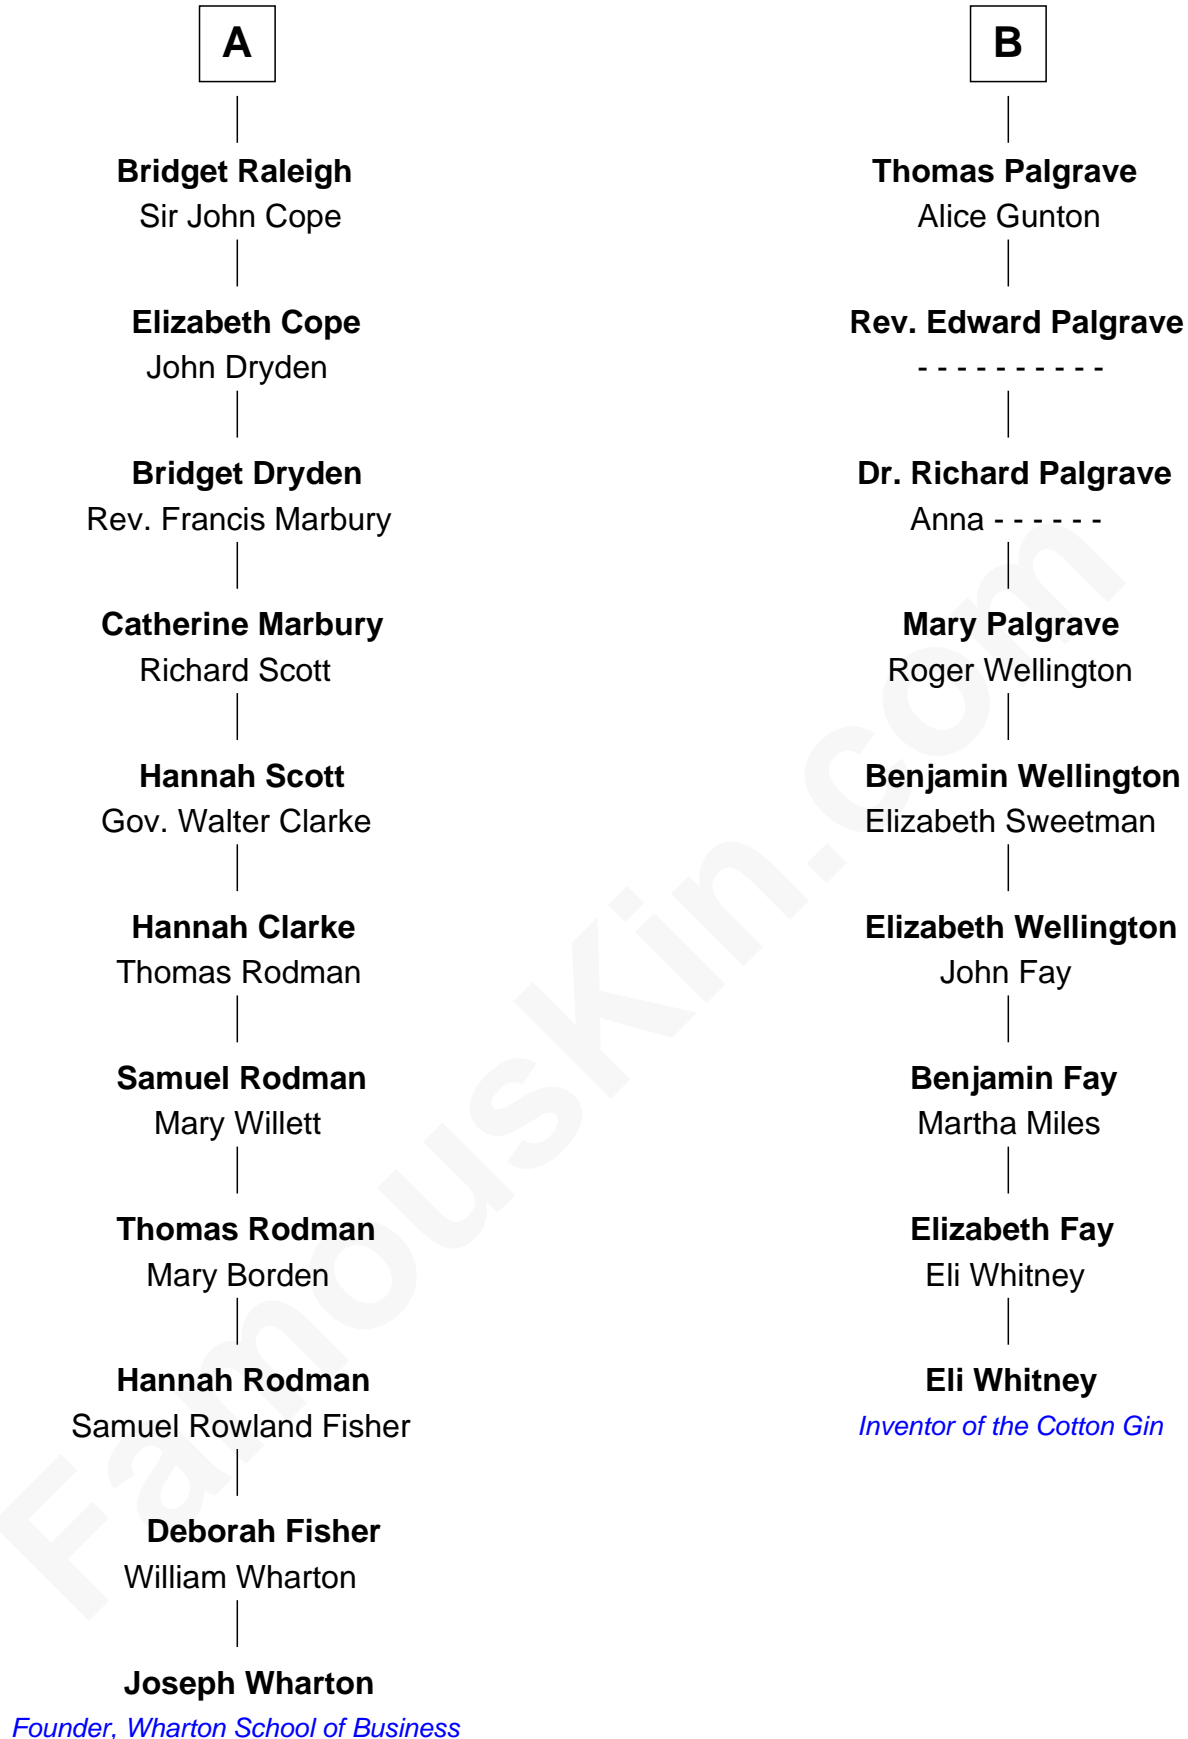 A
Bridget Raleigh
Sir John Cope
Elizabeth Cope
John Dryden
Bridget Dryden
Rev. Francis Marbury
Catherine Marbury
Richard Scott
Hannah Scott
Gov. Walter Clarke
Hannah Clarke
Thomas Rodman
Samuel Rodman
Mary Willett
Thomas Rodman
Mary Borden
Hannah Rodman
Samuel Rowland Fisher
Deborah Fisher
William Wharton
Joseph Wharton
Founder, Wharton School of Business
B
Thomas Palgrave
Alice Gunton
Rev. Edward Palgrave
- - - - - - - - - -
Dr. Richard Palgrave
Anna - - - - - -
Mary Palgrave
Roger Wellington
Benjamin Wellington
Elizabeth Sweetman
Elizabeth Wellington
John Fay
Benjamin Fay
Martha Miles
Elizabeth Fay
Eli Whitney
Eli Whitney
Inventor of the Cotton Gin
FamousKin.com